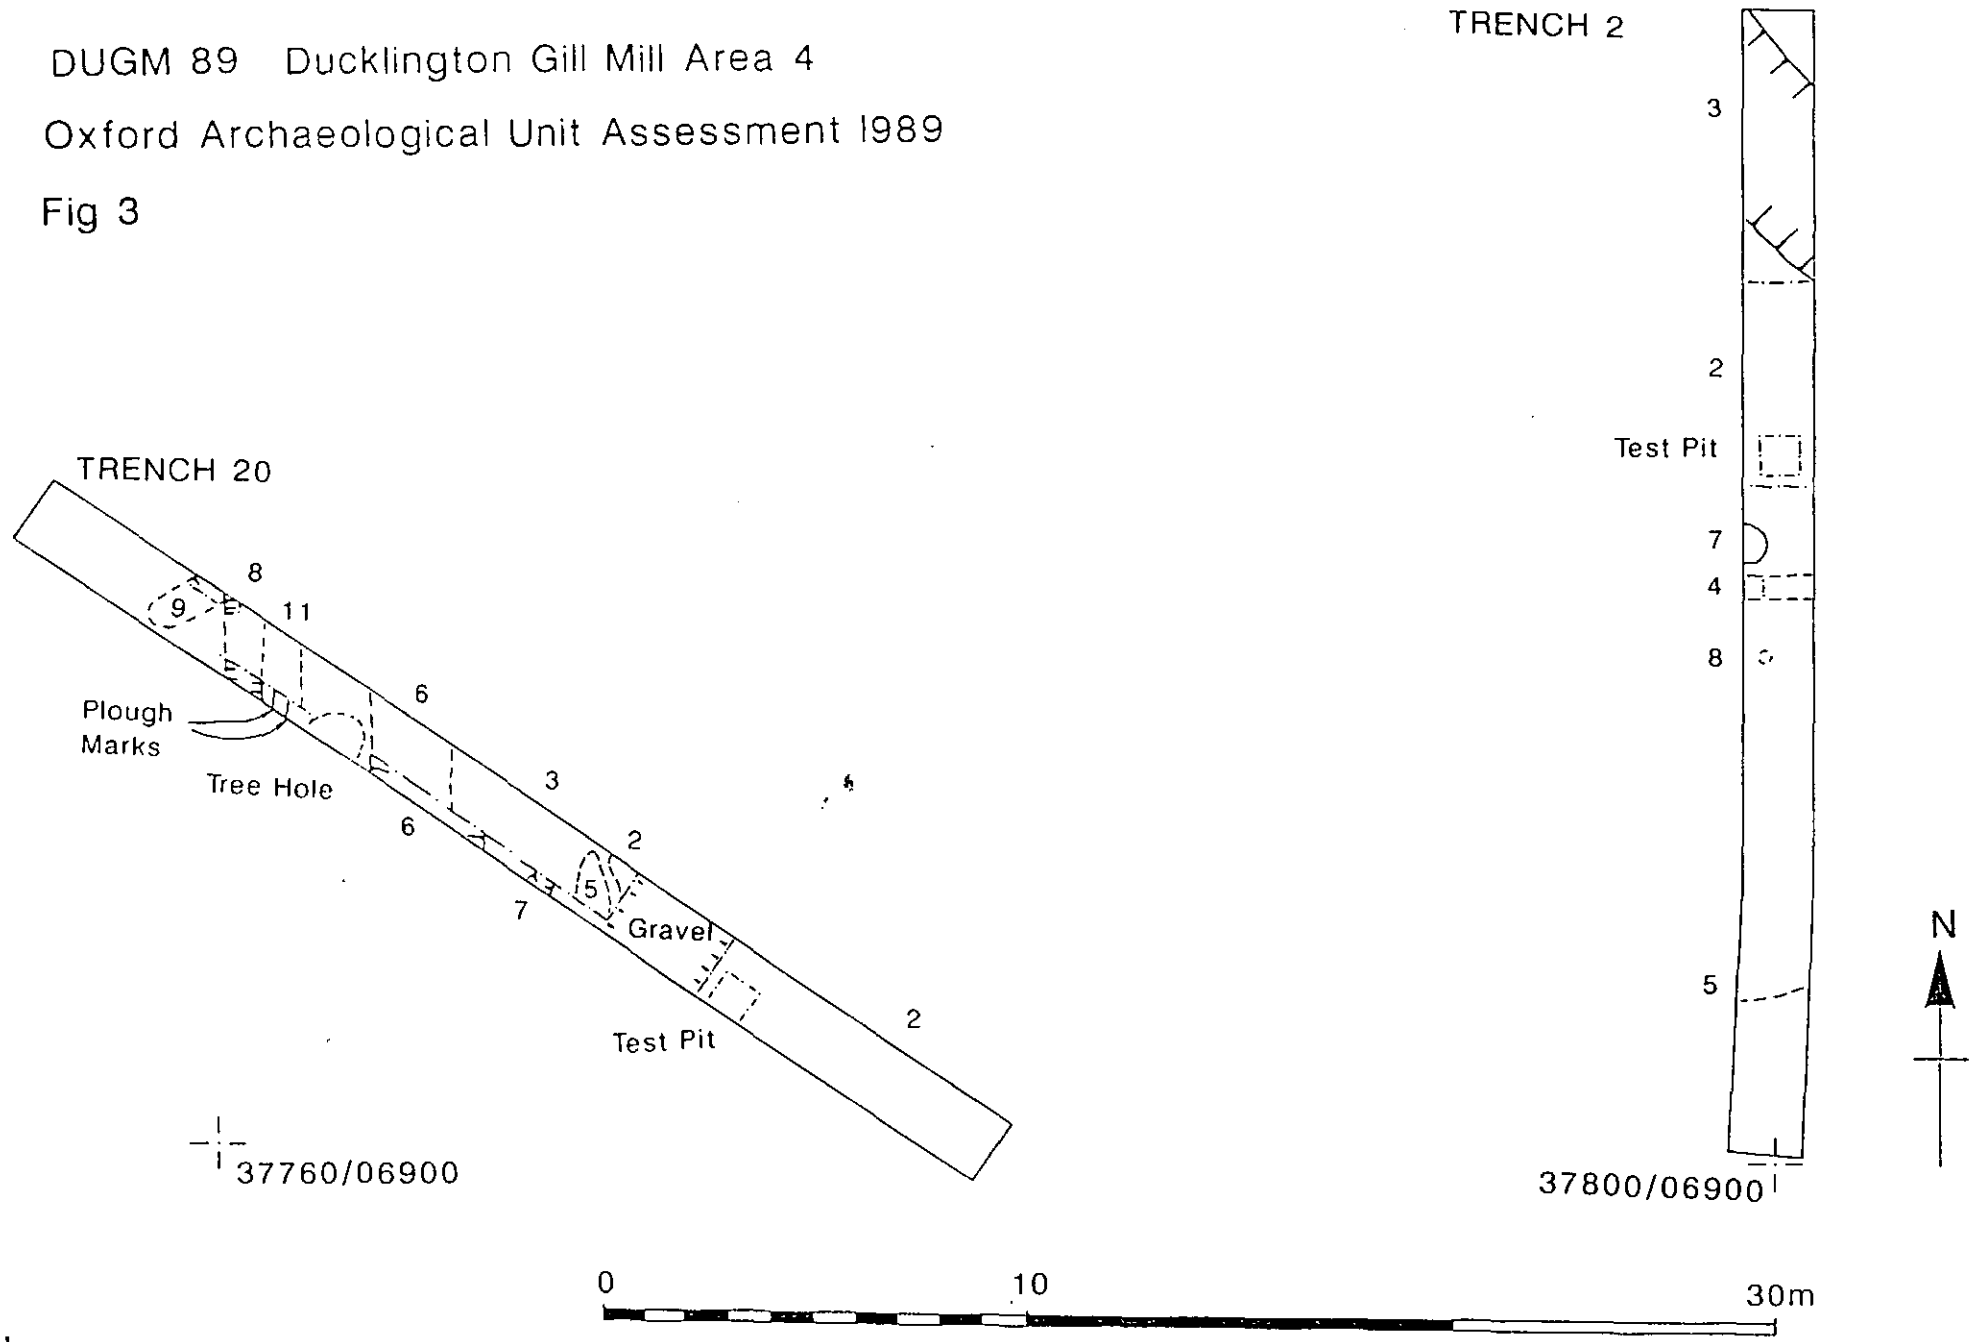 DUGM 89 Ducklington Gill Mill Area 4
Oxford Archaeological Unit Assessment 1989
Fig 3
TRENCH 2
3
2
Test Pit
7
4
8
5
TRENCH 20
8
9
11
6
Plough
Marks
Tree Hole
3
6
2
5
7
Gravel
2
Test Pit
N
37760/06900
37800/06900
0
10
30m